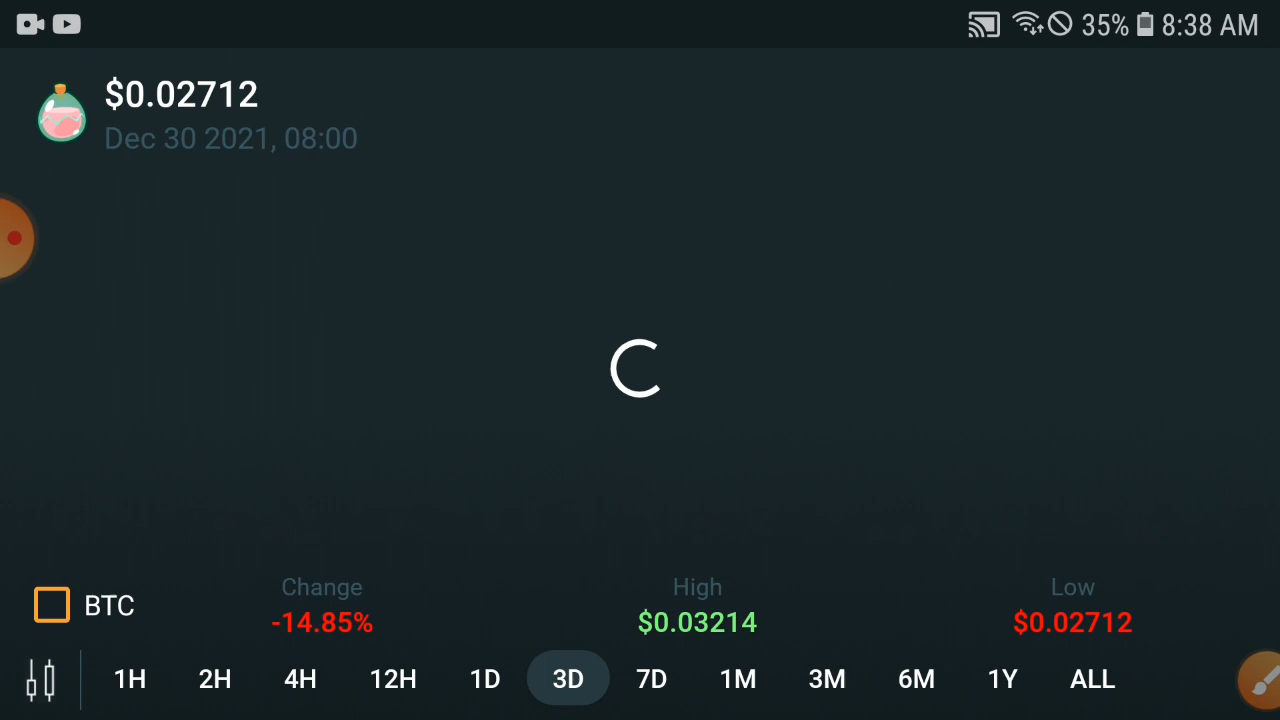 35% 8:38 AM
$0.02712
Dec 30 2021, 08:00
BTC
Change
-14.85%
High
$0.03214
Low
$0.02712
1H 2H 4H 12H 1D 3D 7D 1M 3M 6M 1Y ALL